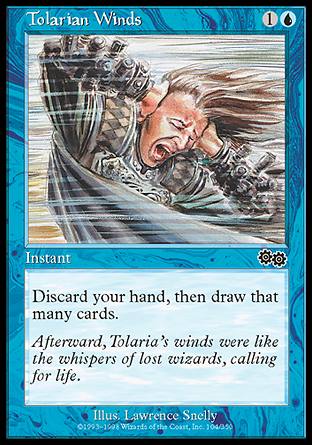 Tolarian Winds 1
Instant
Discard your hand, then draw that
many cards.
Afterward, Tolaria's winds were like
the whispers of lost wizards, calling
for life.
Illus. Lawrence Snelly
©1993–1998 Wizards of the Coast, Inc. 104/350